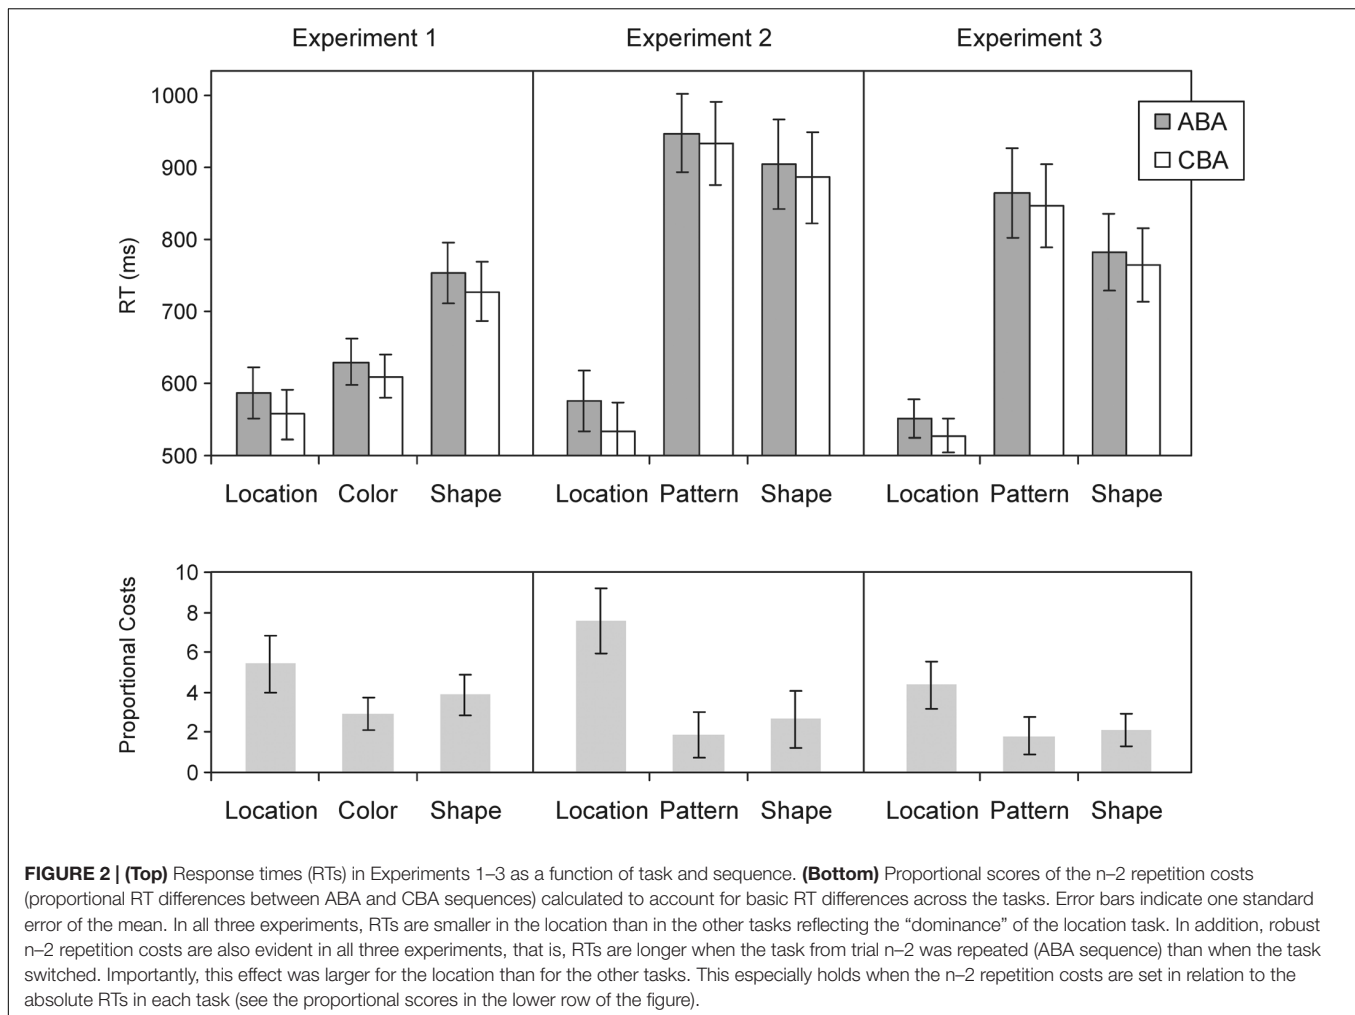 Experiment 1 Experiment 2 Experiment 3
1000
900
800
700
600
500
RT (ms)
ABA
CBA
Location Color Shape Location Pattern Shape Location Pattern Shape
10
8
6
4
2
0
Proportional Costs
Location Color Shape Location Pattern Shape Location Pattern Shape
FIGURE 2 | (Top) Response times (RTs) in Experiments 1–3 as a function of task and sequence. (Bottom) Proportional scores of the n–2 repetition costs
(proportional RT differences between ABA and CBA sequences) calculated to account for basic RT differences across the tasks. Error bars indicate one standard
error of the mean. In all three experiments, RTs are smaller in the location than in the other tasks reflecting the “dominance” of the location task. In addition, robust
n–2 repetition costs are also evident in all three experiments, that is, RTs are longer when the task from trial n–2 was repeated (ABA sequence) than when the task
switched. Importantly, this effect was larger for the location than for the other tasks. This especially holds when the n–2 repetition costs are set in relation to the
absolute RTs in each task (see the proportional scores in the lower row of the figure).